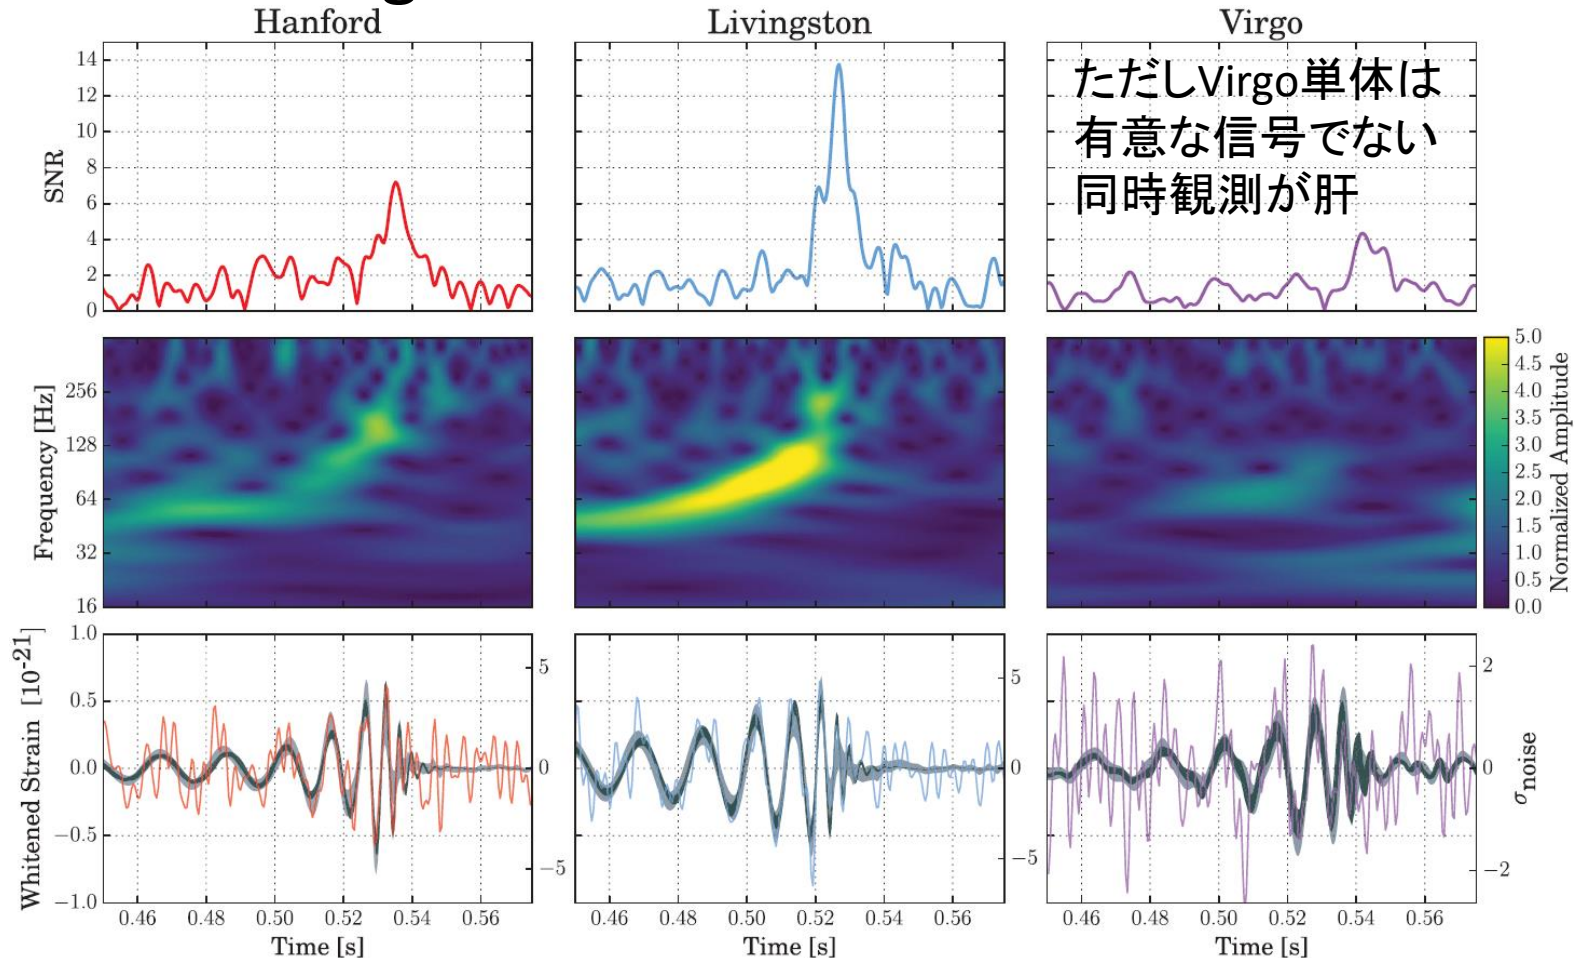 Hanford
Livingston
Virgo
SNR
14
12
10
8
6
4
2
0
ただしVirgo単体は
有意な信号でない
同時観測が肝
Frequency [Hz]
256
128
64
32
16
5.0
4.5
4.0
3.5
3.0
2.5
2.0
1.5
1.0
0.5
0.0
Normalized Amplitude
Whitened Strain [10⁻²¹]
1.0
0.5
0.0
−0.5
−1.0
5
0
−5
5
0
−5
2
0
−2
σnoise
0.46 0.48 0.50 0.52 0.54 0.56
0.46 0.48 0.50 0.52 0.54 0.56
0.46 0.48 0.50 0.52 0.54 0.56
Time [s]
Time [s]
Time [s]